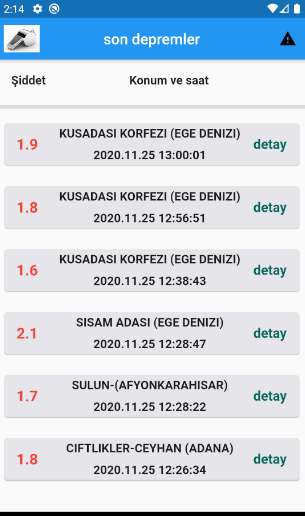 2:14
son depremler
Şiddet Konum ve saat
KUSADASI KORFEZI (EGE DENIZI)
1.9 detay
2020.11.25 13:00:01
KUSADASI KORFEZI (EGE DENIZI)
1.8 detay
2020.11.25 12:56:51
KUSADASI KORFEZI (EGE DENIZI)
1.6 detay
2020.11.25 12:38:43
SISAM ADASI (EGE DENIZI)
2.1 detay
2020.11.25 12:28:47
SULUN-(AFYONKARAHISAR)
1.7 detay
2020.11.25 12:28:22
CIFTLIKLER-CEYHAN (ADANA)
1.8 detay
2020.11.25 12:26:34